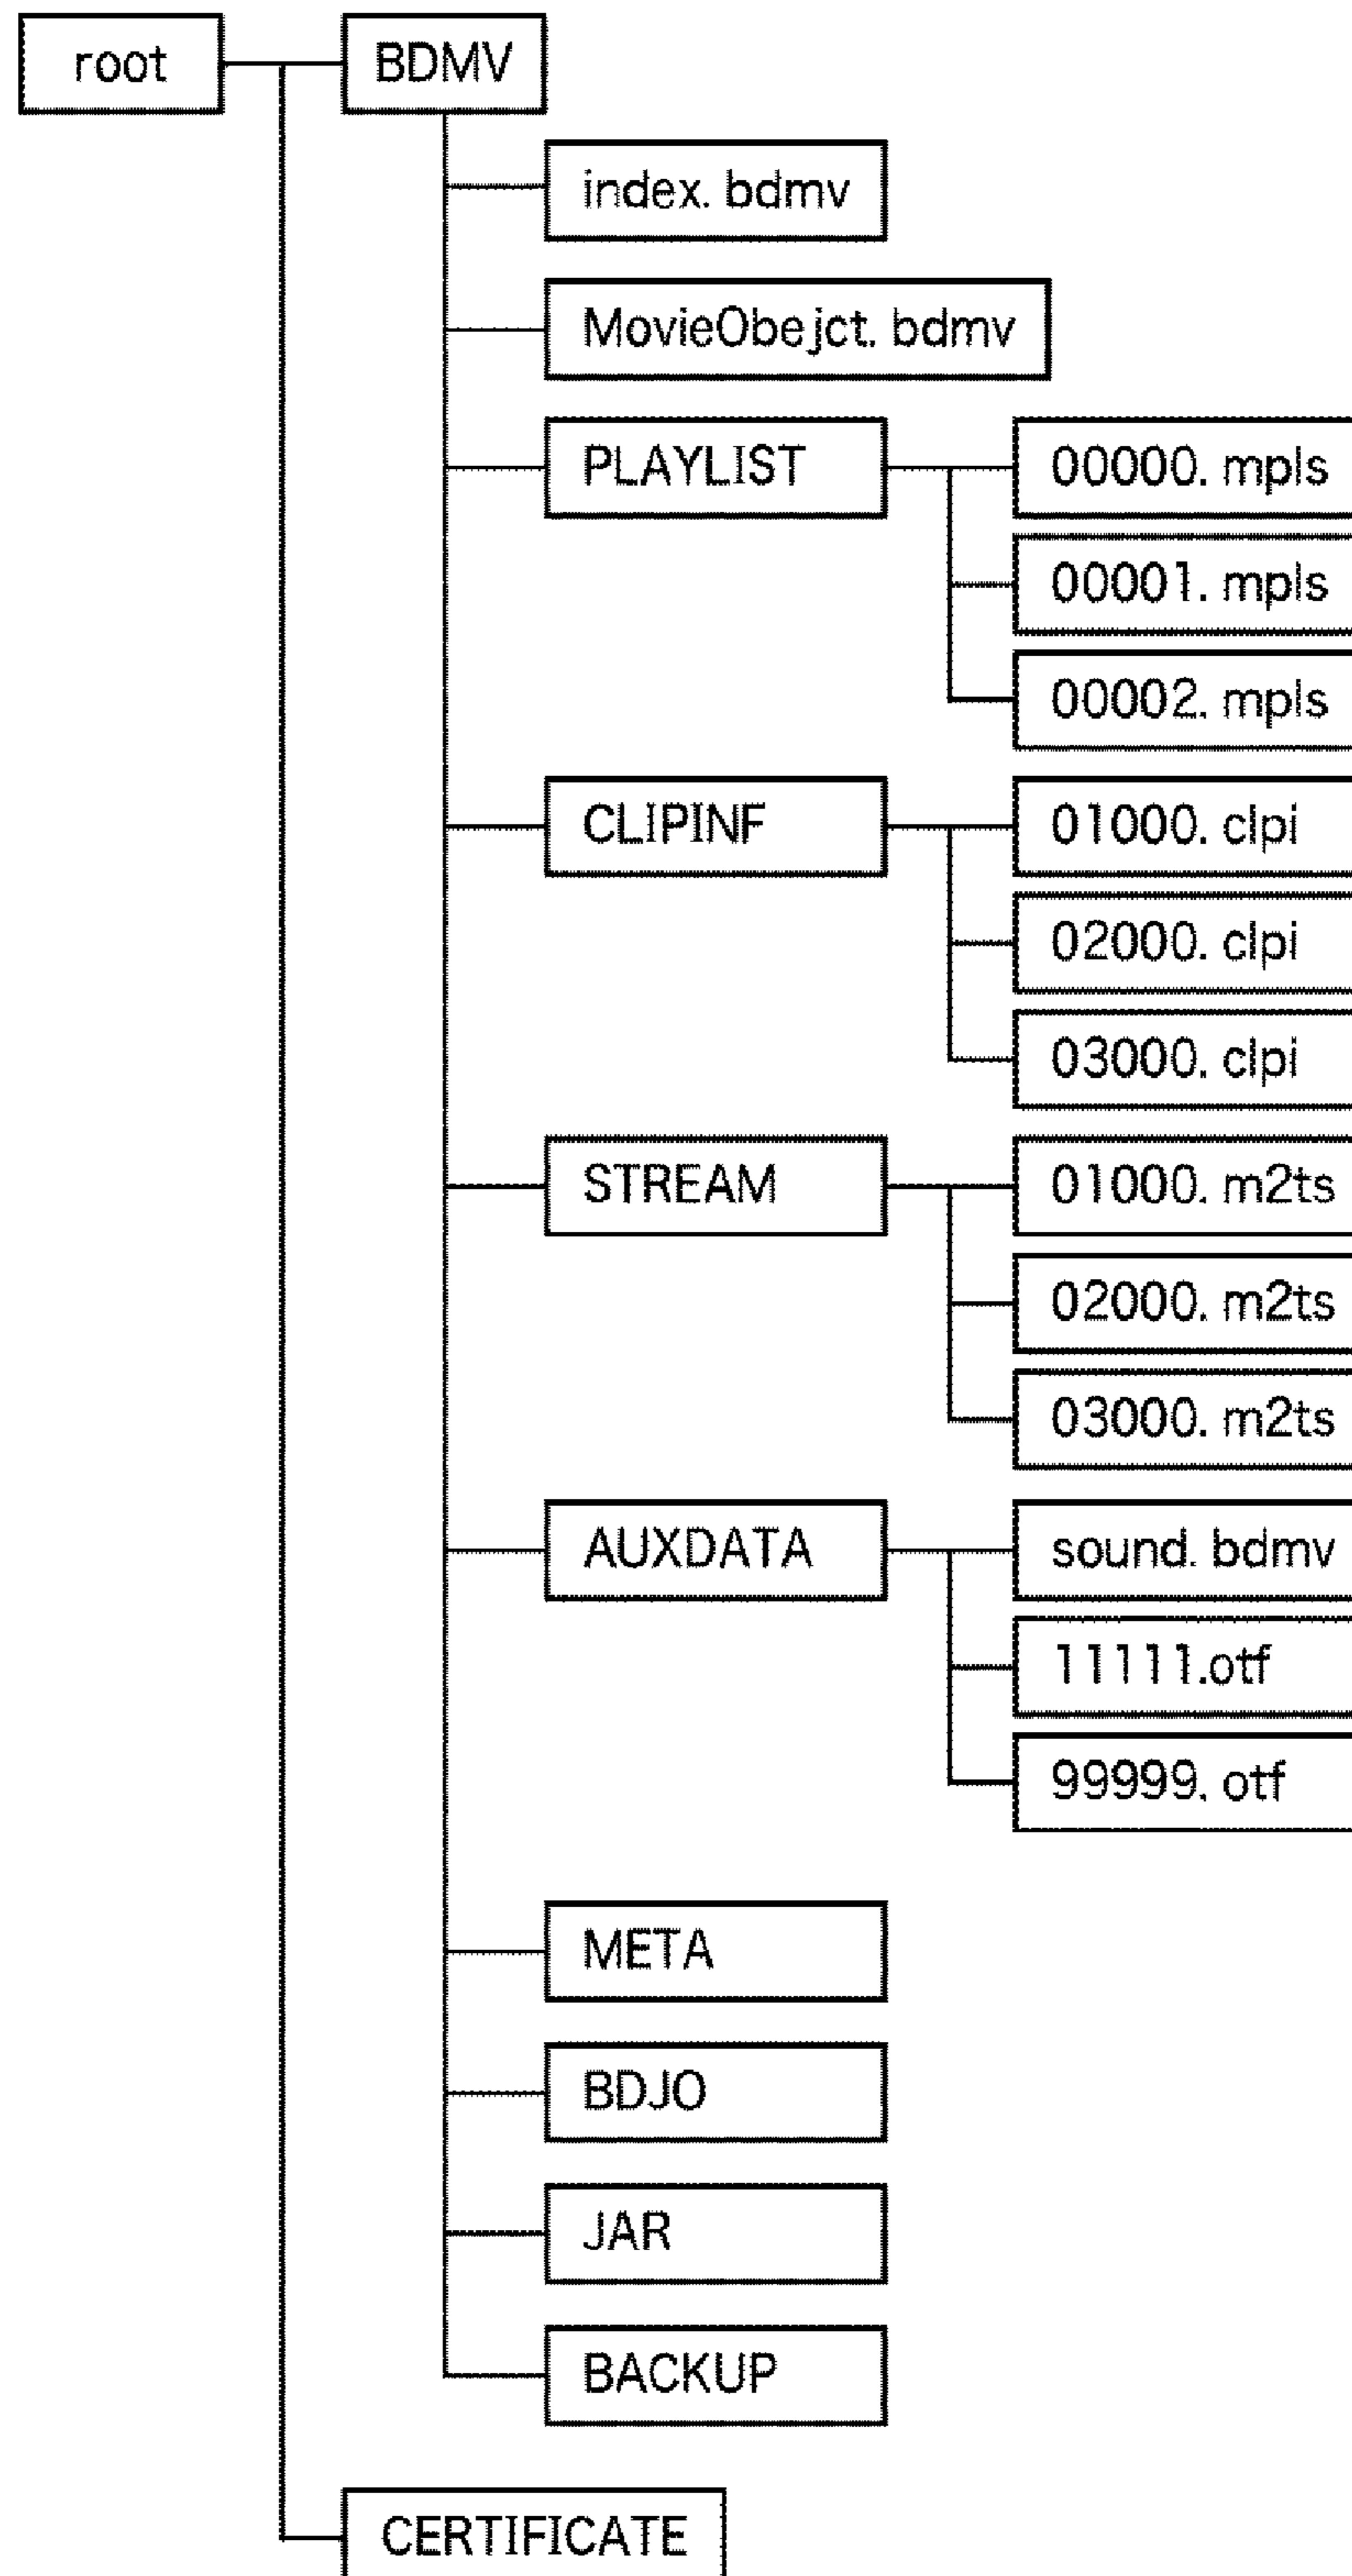 root
BDMV
index. bdmv
MovieObejct. bdmv
PLAYLIST
00000. mpls
00001. mpls
00002. mpls
CLIPINF
01000. clpi
02000. clpi
03000. clpi
STREAM
01000. m2ts
02000. m2ts
03000. m2ts
AUXDATA
sound. bdmv
11111.otf
99999. otf
META
BDJO
JAR
BACKUP
CERTIFICATE